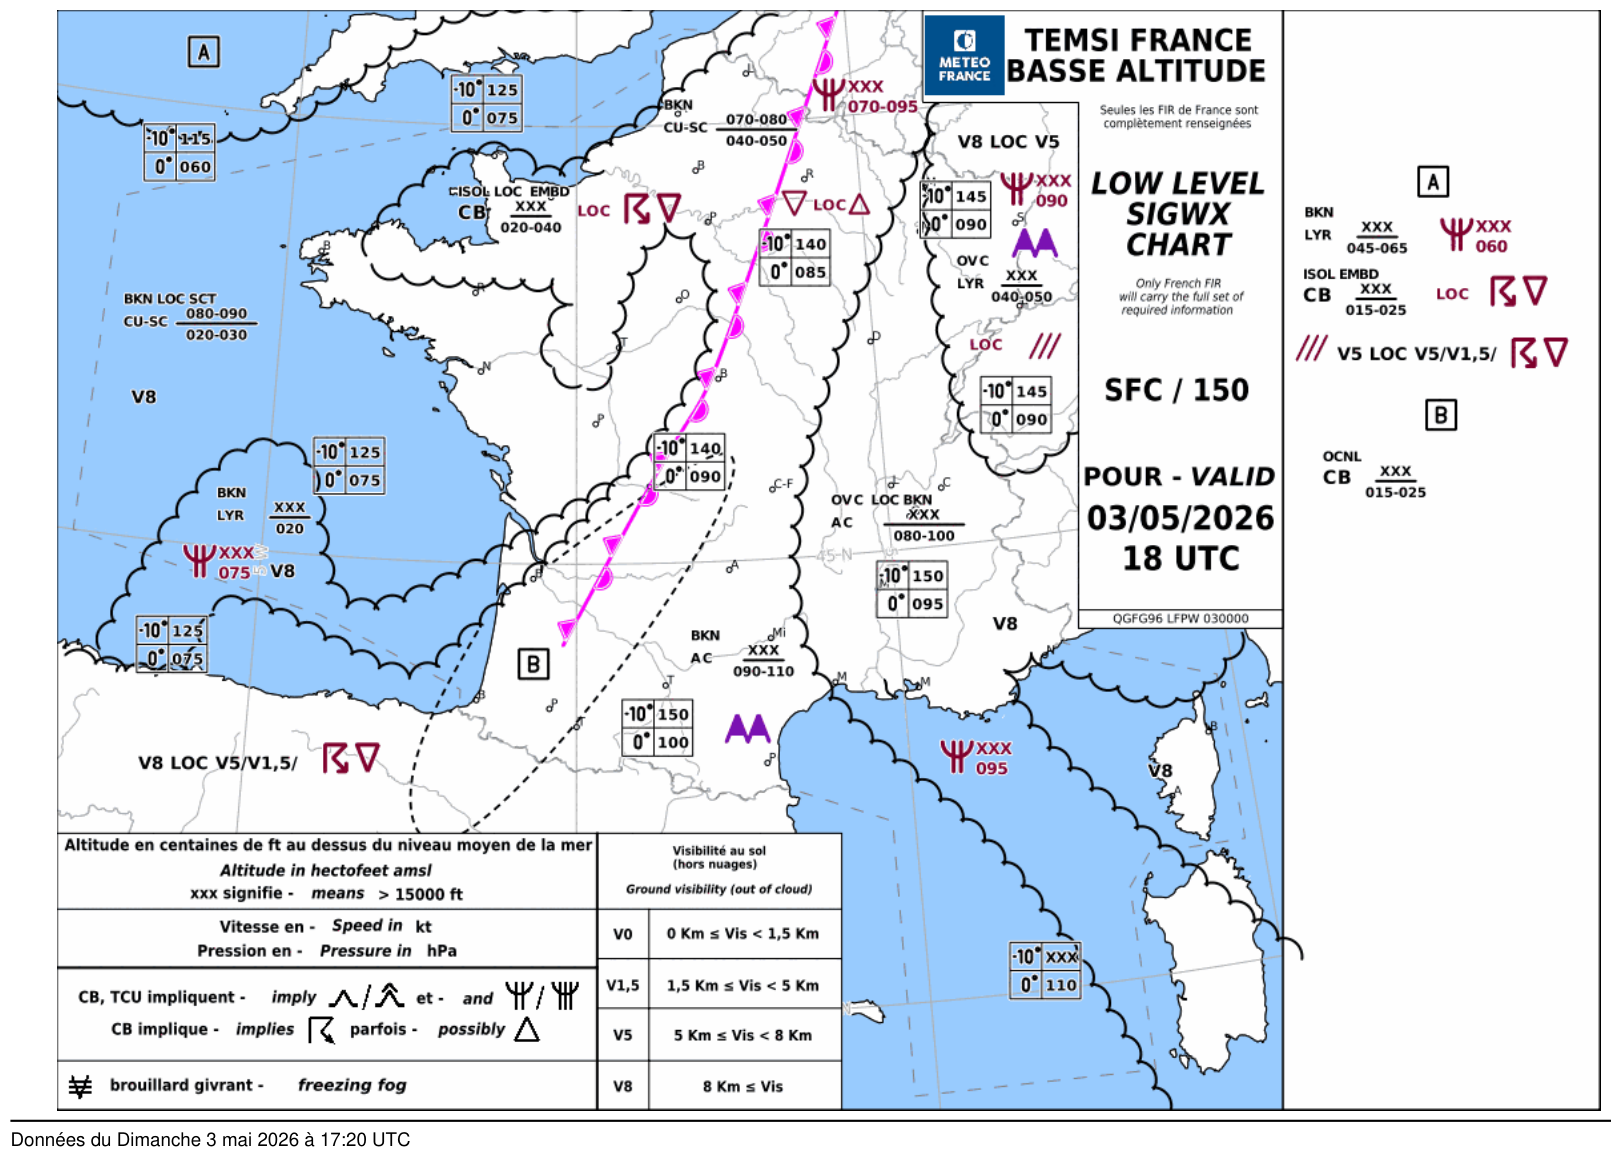 A
-10° 115
0° 060
-10° 125
0° 075
BKN
CU-SC 070-080
040-050
XXX
070-095
METEO
FRANCE
TEMSI FRANCE
BASSE ALTITUDE
Seules les FIR de France sont
complètement renseignées
LOW LEVEL
SIGWX
CHART
Only French FIR
will carry the full set of
required information
SFC / 150
POUR - VALID
03/05/2026
18 UTC
QGFG96 LFPW 030000
V8 LOC V5
-10° 145
0° 090
XXX
090
OVC
LYR XXX
040-050
LOC
-10° 145
0° 090
ISOL LOC EMBD
CB XXX
020-040
LOC
LOC
-10° 140
0° 085
BKN LOC SCT
CU-SC 080-090
020-030
V8
-10° 125
0° 075
BKN
LYR XXX
020
XXX
075
V8
-10° 125
0° 075
-10° 140
0° 090
OVC LOC BKN
AC XXX
080-100
45 N
-10° 150
0° 095
V8
B
BKN
AC XXX
090-110
-10° 150
0° 100
V8 LOC V5/V1,5/
XXX
095
V8
-10° XXX
0° 110
L
B
R
P
S
B
R
O
D
T
N
B
P
C-F
L
C
B
A
Mi
T
B
P
T
P
M
M
N
B
A
A
BKN
LYR XXX
045-065
XXX
060
ISOL EMBD
CB XXX
015-025
LOC
V5 LOC V5/V1,5/
B
OCNL
CB XXX
015-025
Altitude en centaines de ft au dessus du niveau moyen de la mer
Altitude in hectofeet amsl
xxx signifie - means > 15000 ft
Vitesse en - Speed in kt
Pression en - Pressure in hPa
CB, TCU impliquent - imply / et - and /
CB implique - implies parfois - possibly
brouillard givrant - freezing fog
Visibilité au sol
(hors nuages)
Ground visibility (out of cloud)
V0 0 Km ≤ Vis < 1,5 Km
V1,5 1,5 Km ≤ Vis < 5 Km
V5 5 Km ≤ Vis < 8 Km
V8 8 Km ≤ Vis
Données du Dimanche 3 mai 2026 à 17:20 UTC